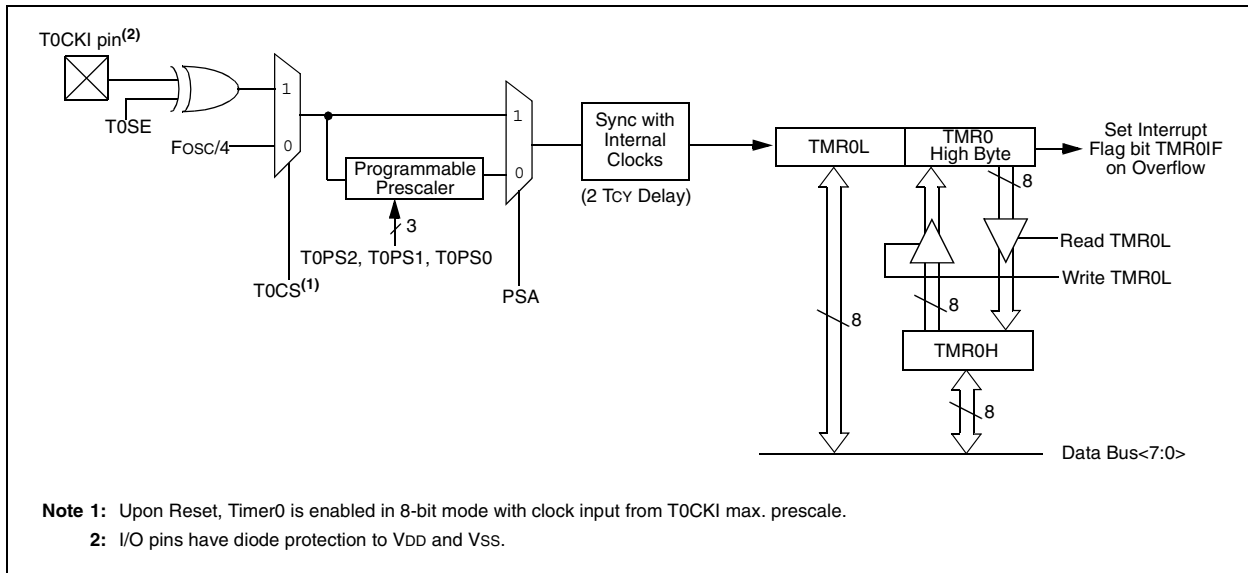 T0CKI pin(2)
T0SE
FOSC/4
1
0
T0CS(1)
Programmable
Prescaler
3
T0PS2, T0PS1, T0PS0
1
0
PSA
Sync with
Internal
Clocks
(2 TCY Delay)
TMR0L
TMR0
High Byte
Set Interrupt
Flag bit TMR0IF
on Overflow
8
Read TMR0L
Write TMR0L
8
8
TMR0H
8
Data Bus<7:0>
Note 1: Upon Reset, Timer0 is enabled in 8-bit mode with clock input from T0CKI max. prescale.
2: I/O pins have diode protection to VDD and VSS.